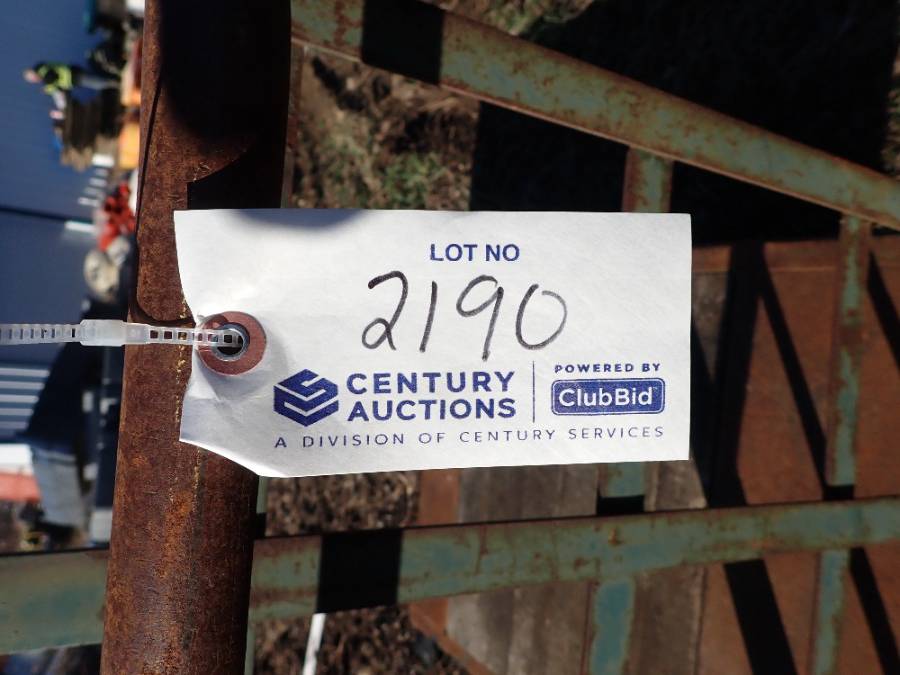 LOT NO
2190
CENTURY AUCTIONS
POWERED BY
ClubBid
A DIVISION OF CENTURY SERVICES